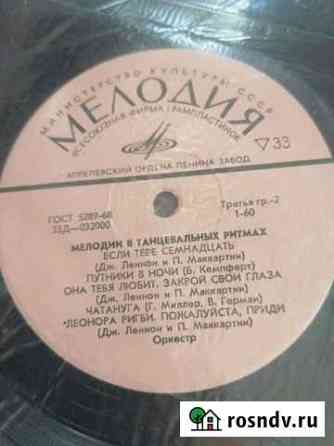 МИНИСТЕРСТВО КУЛЬТУРЫ СССР
МЕЛОДИЯ
ВСЕСОЮЗНАЯ ФИРМА ГРАМПЛАСТИНОК
33
АПРЕЛЕВСКИЙ ОРДЕНА ЛЕНИНА ЗАВОД
ГОСТ 5289-68
Третья гр.-2
33Д—032000
1-60
МЕЛОДИИ В ТАНЦЕВАЛЬНЫХ РИТМАХ
ЕСЛИ ТЕБЕ СЕМНАДЦАТЬ
(Дж. Леннон и П. Маккартни)
ПУТНИКИ В НОЧИ (Б. Кемпферт)
ОНА ТЕБЯ ЛЮБИТ. ЗАКРОЙ СВОИ ГЛАЗА
(Дж. Леннон и П. Маккартни)
ЧАТАНУГА (Г. Миллер, В. Герман)
ЛЕОНОРА РИГБИ. ПОЖАЛУЙСТА, ПРИДИ
(Дж. Леннон и П. Маккартни)
Оркестр
rosndv.ru